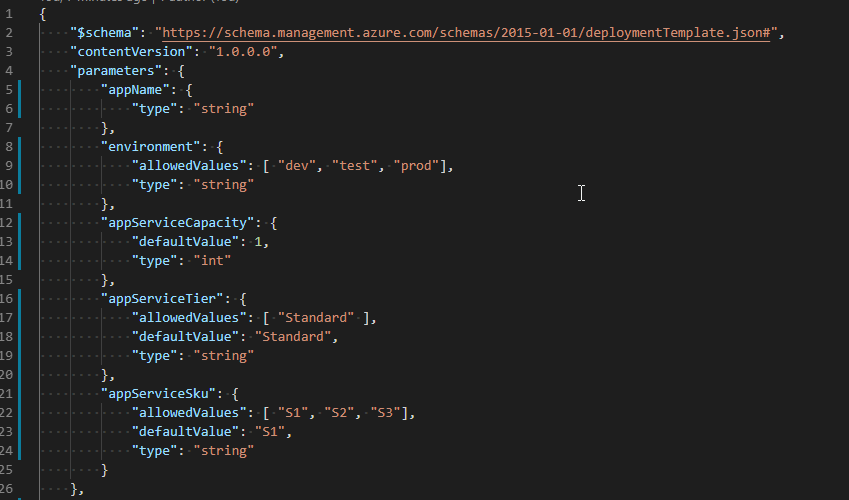 1 {
2 "$schema": "https://schema.management.azure.com/schemas/2015-01-01/deploymentTemplate.json#",
3 "contentVersion": "1.0.0.0",
4 "parameters": {
5 "appName": {
6 "type": "string"
7 },
8 "environment": {
9 "allowedValues": [ "dev", "test", "prod"],
10 "type": "string"
11 },
12 "appServiceCapacity": {
13 "defaultValue": 1,
14 "type": "int"
15 },
16 "appServiceTier": {
17 "allowedValues": [ "Standard" ],
18 "defaultValue": "Standard",
19 "type": "string"
20 },
21 "appServiceSku": {
22 "allowedValues": [ "S1", "S2", "S3"],
23 "defaultValue": "S1",
24 "type": "string"
25 }
26 },